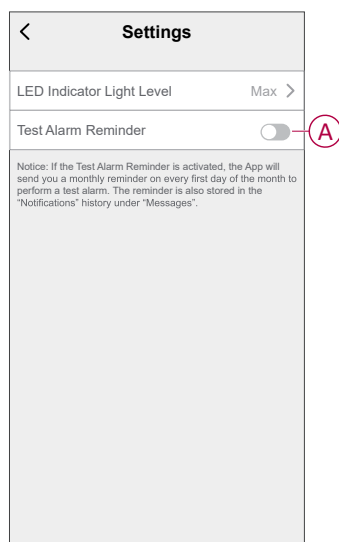 Settings
LED Indicator Light Level Max
Test Alarm Reminder
A
Notice: If the Test Alarm Reminder is activated, the App will
send you a monthly reminder on every first day of the month to
perform a test alarm. The reminder is also stored in the
“Notifications” history under “Messages”.